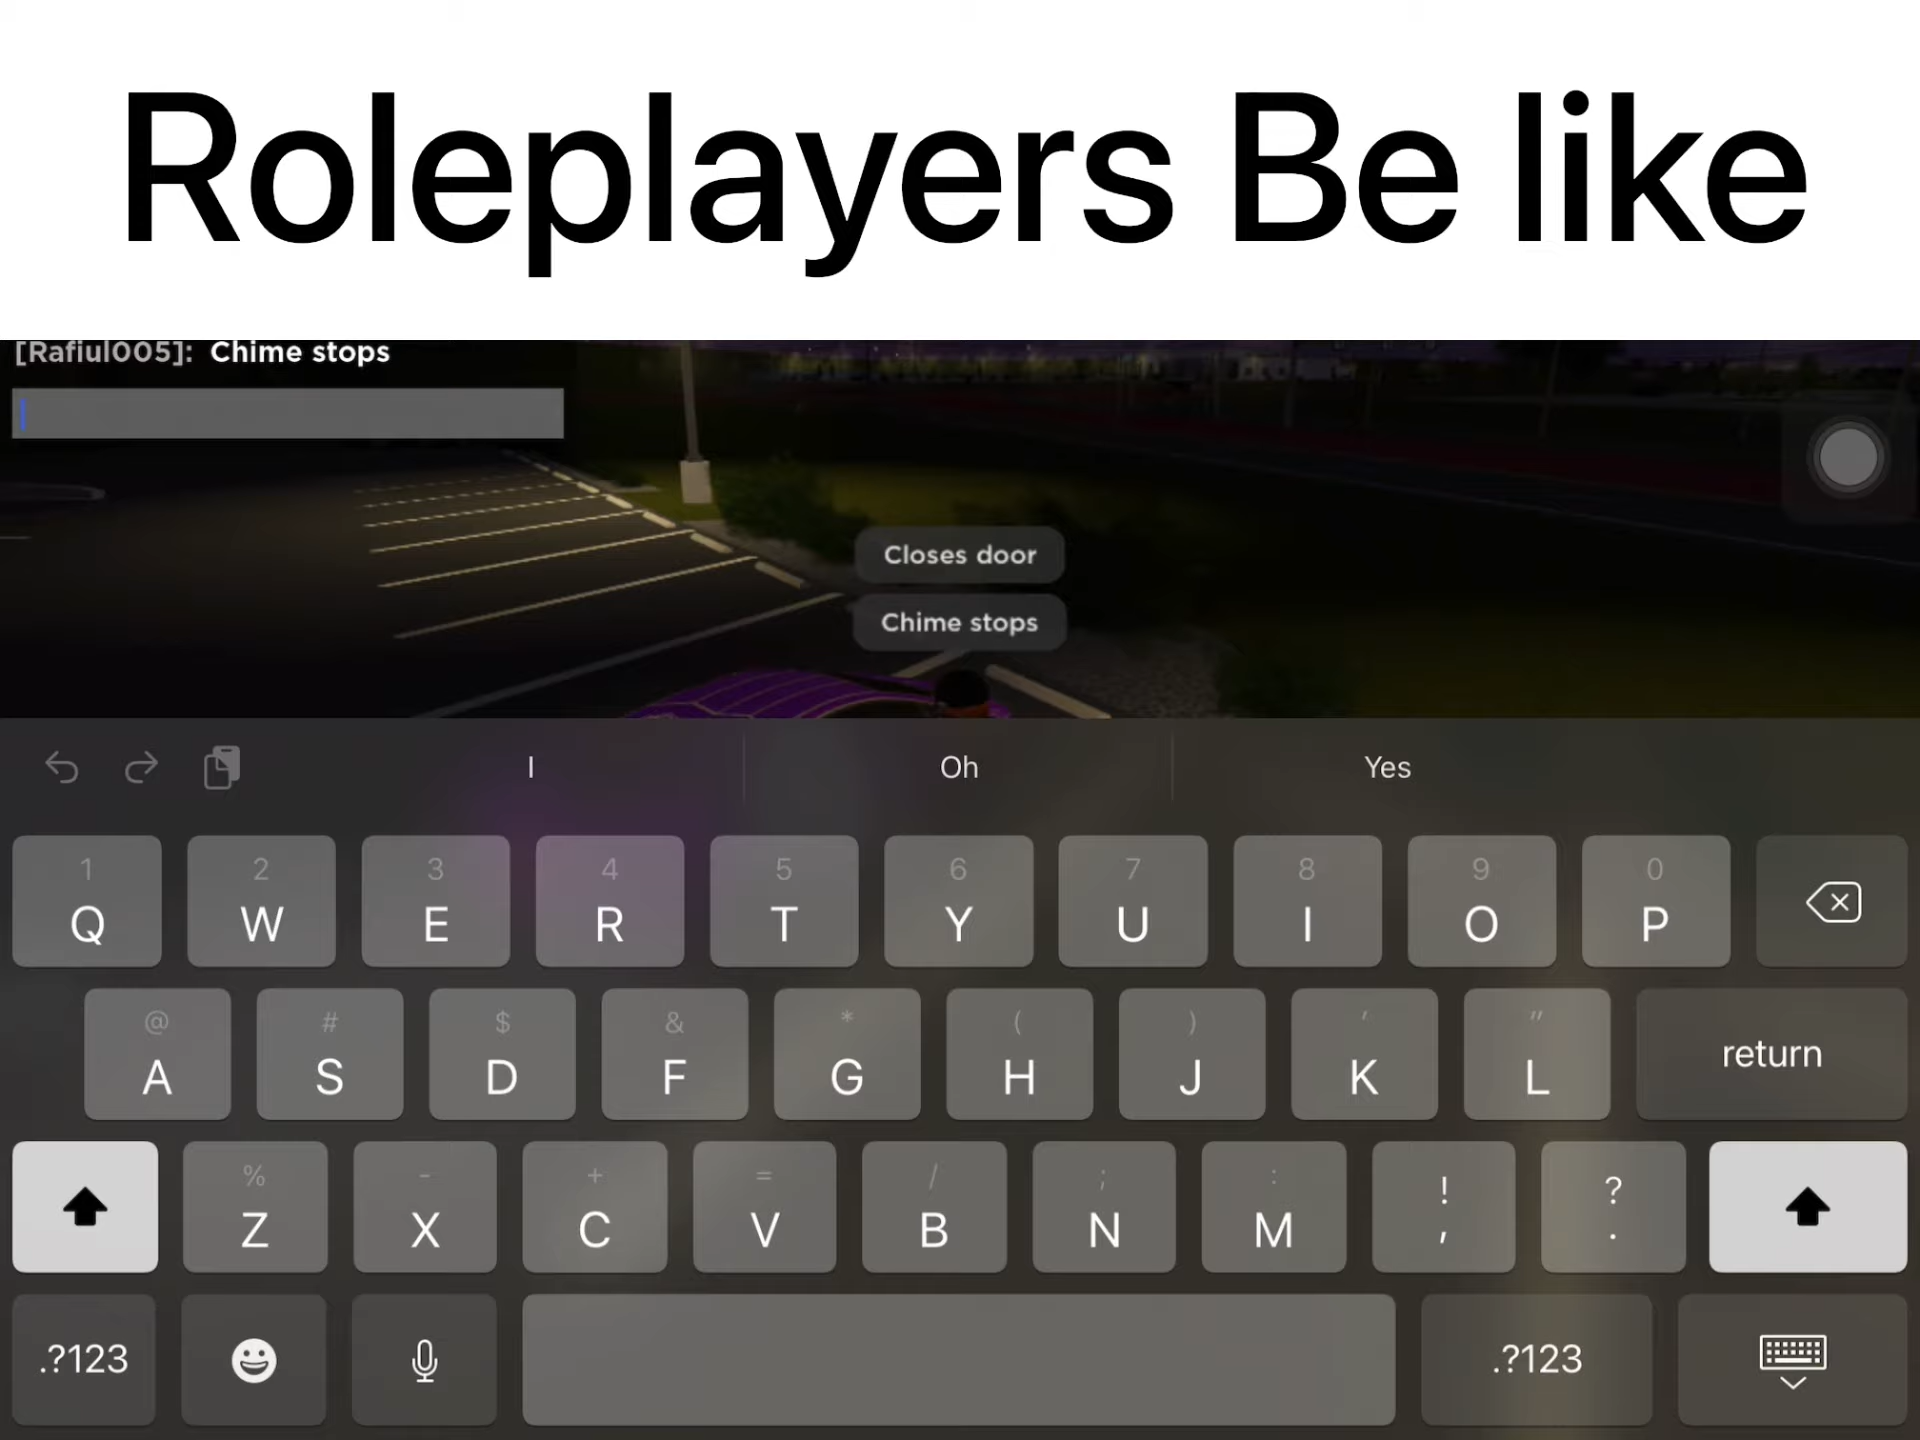 Roleplayers Be like
[Rafiul005]: Chime stops
Closes door
Chime stops
I Oh Yes
1 2 3 4 5 6 7 8 9 0
Q W E R T Y U I O P
@ # $ & * ( ) ' "
A S D F G H J K L return
% - + = / ; : ! ?
Z X C V B N M , .
.?123 .?123